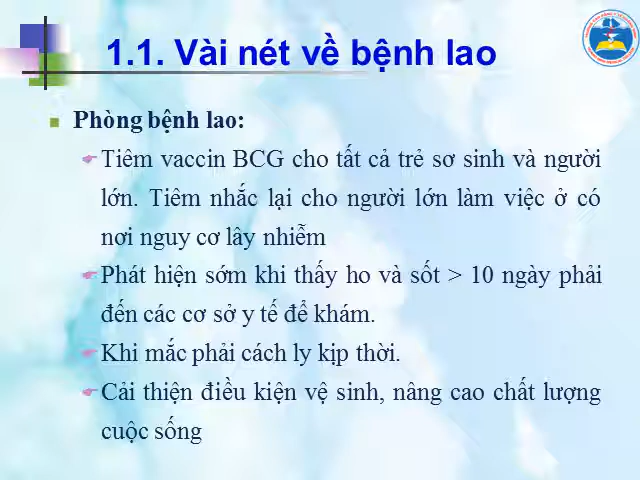 1.1. Vài nét về bệnh lao
Phòng bệnh lao:
Tiêm vaccin BCG cho tất cả trẻ sơ sinh và người
lớn. Tiêm nhắc lại cho người lớn làm việc ở có
nơi nguy cơ lây nhiễm
Phát hiện sớm khi thấy ho và sốt > 10 ngày phải
đến các cơ sở y tế để khám.
Khi mắc phải cách ly kịp thời.
Cải thiện điều kiện vệ sinh, nâng cao chất lượng
cuộc sống